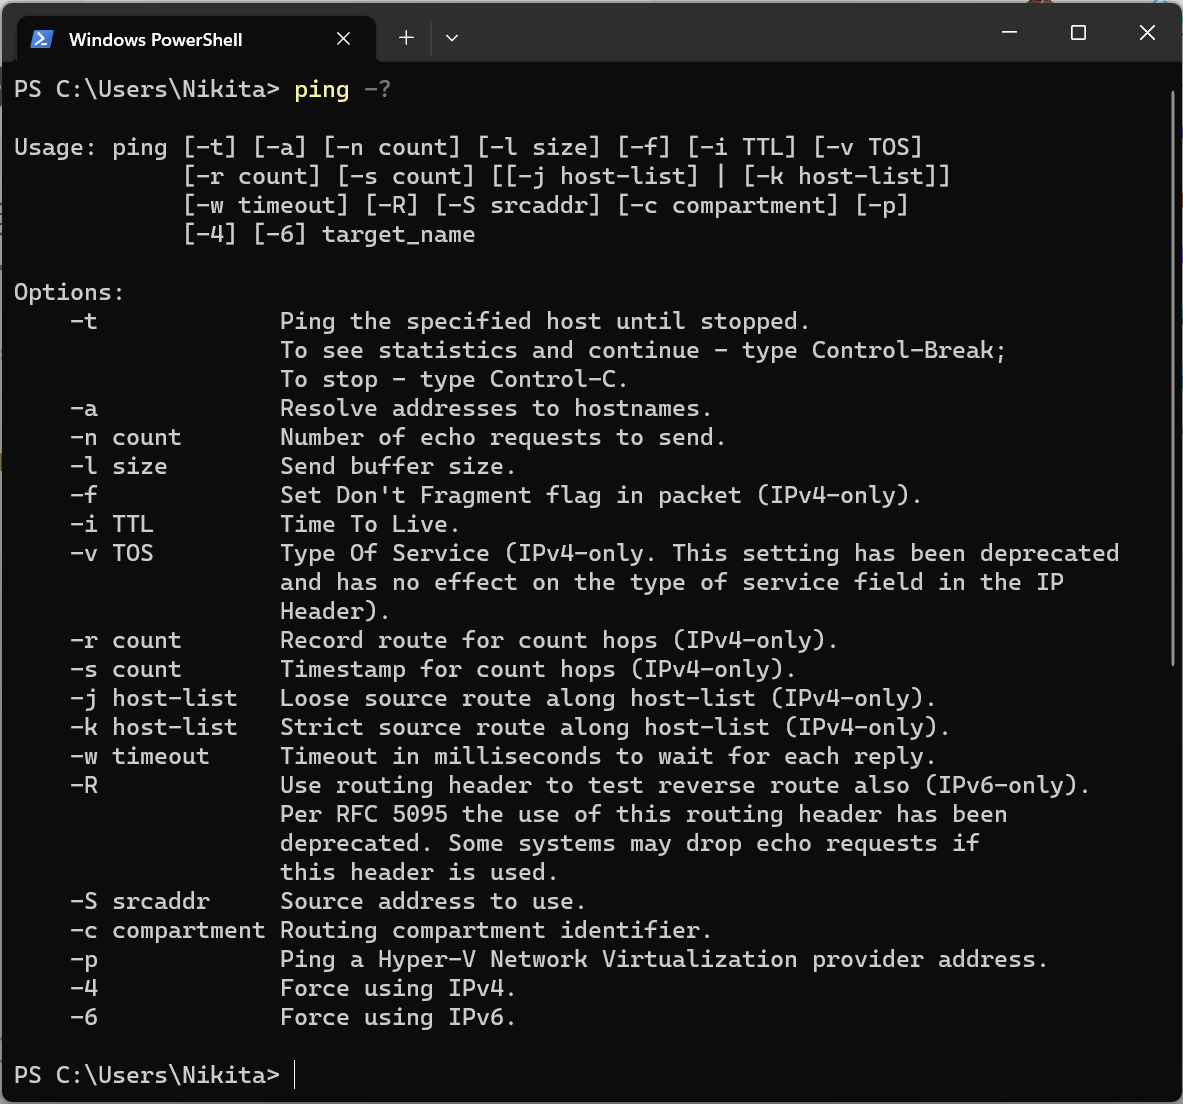 Windows PowerShell
PS C:\Users\Nikita> ping -?
Usage: ping [-t] [-a] [-n count] [-l size] [-f] [-i TTL] [-v TOS]
            [-r count] [-s count] [[-j host-list] | [-k host-list]]
            [-w timeout] [-R] [-S srcaddr] [-c compartment] [-p]
            [-4] [-6] target_name
Options:
    -t             Ping the specified host until stopped.
                   To see statistics and continue - type Control-Break;
                   To stop - type Control-C.
    -a             Resolve addresses to hostnames.
    -n count       Number of echo requests to send.
    -l size        Send buffer size.
    -f             Set Don't Fragment flag in packet (IPv4-only).
    -i TTL         Time To Live.
    -v TOS         Type Of Service (IPv4-only. This setting has been deprecated
                   and has no effect on the type of service field in the IP
                   Header).
    -r count       Record route for count hops (IPv4-only).
    -s count       Timestamp for count hops (IPv4-only).
    -j host-list   Loose source route along host-list (IPv4-only).
    -k host-list   Strict source route along host-list (IPv4-only).
    -w timeout     Timeout in milliseconds to wait for each reply.
    -R             Use routing header to test reverse route also (IPv6-only).
                   Per RFC 5095 the use of this routing header has been
                   deprecated. Some systems may drop echo requests if
                   this header is used.
    -S srcaddr     Source address to use.
    -c compartment Routing compartment identifier.
    -p             Ping a Hyper-V Network Virtualization provider address.
    -4             Force using IPv4.
    -6             Force using IPv6.
PS C:\Users\Nikita>